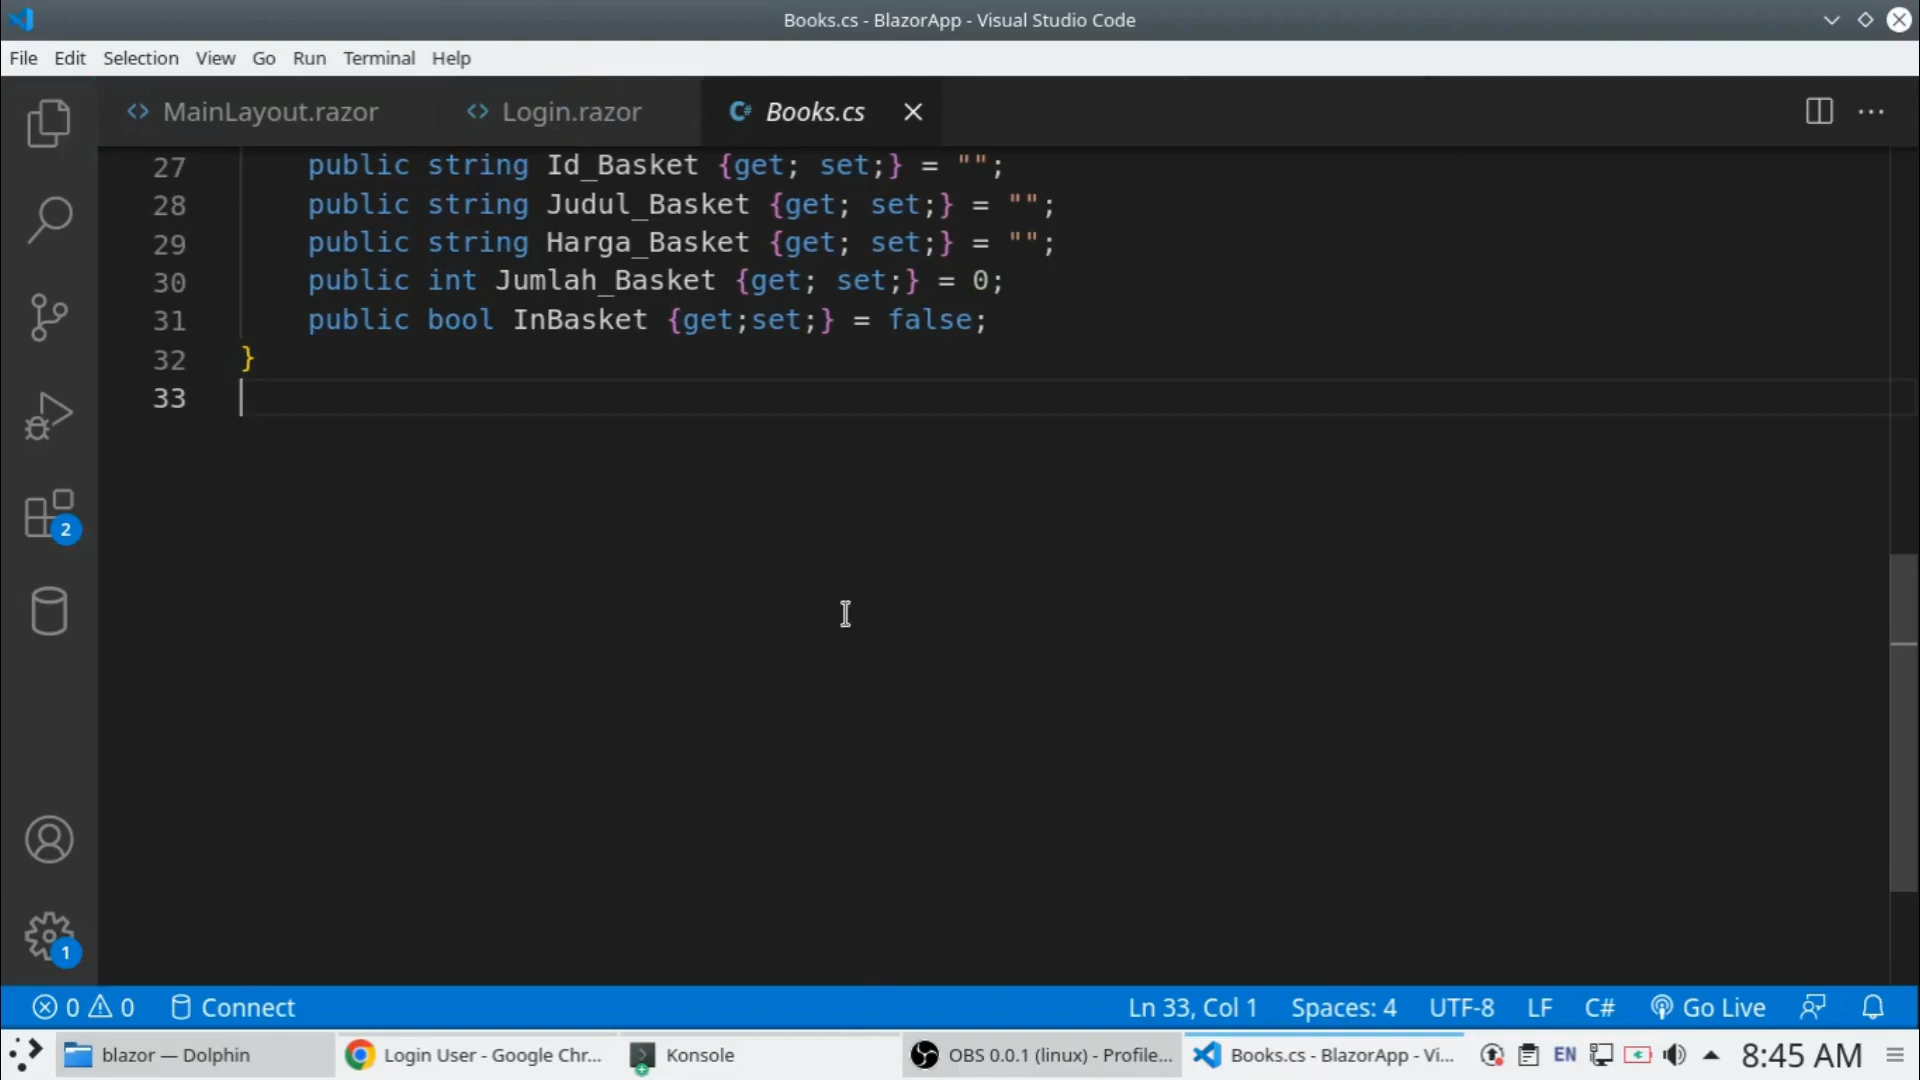 Books.cs - BlazorApp - Visual Studio Code
File Edit Selection View Go Run Terminal Help
MainLayout.razor Login.razor C# Books.cs
27 public string Id_Basket {get; set;} = "";
28 public string Judul_Basket {get; set;} = "";
29 public string Harga_Basket {get; set;} = "";
30 public int Jumlah_Basket {get; set;} = 0;
31 public bool InBasket {get;set;} = false;
32 }
33
2
1
0 0 Connect Ln 33, Col 1 Spaces: 4 UTF-8 LF C# Go Live
blazor — Dolphin Login User - Google Chr... Konsole OBS 0.0.1 (linux) - Profile... Books.cs - BlazorApp - Vi... EN 8:45 AM